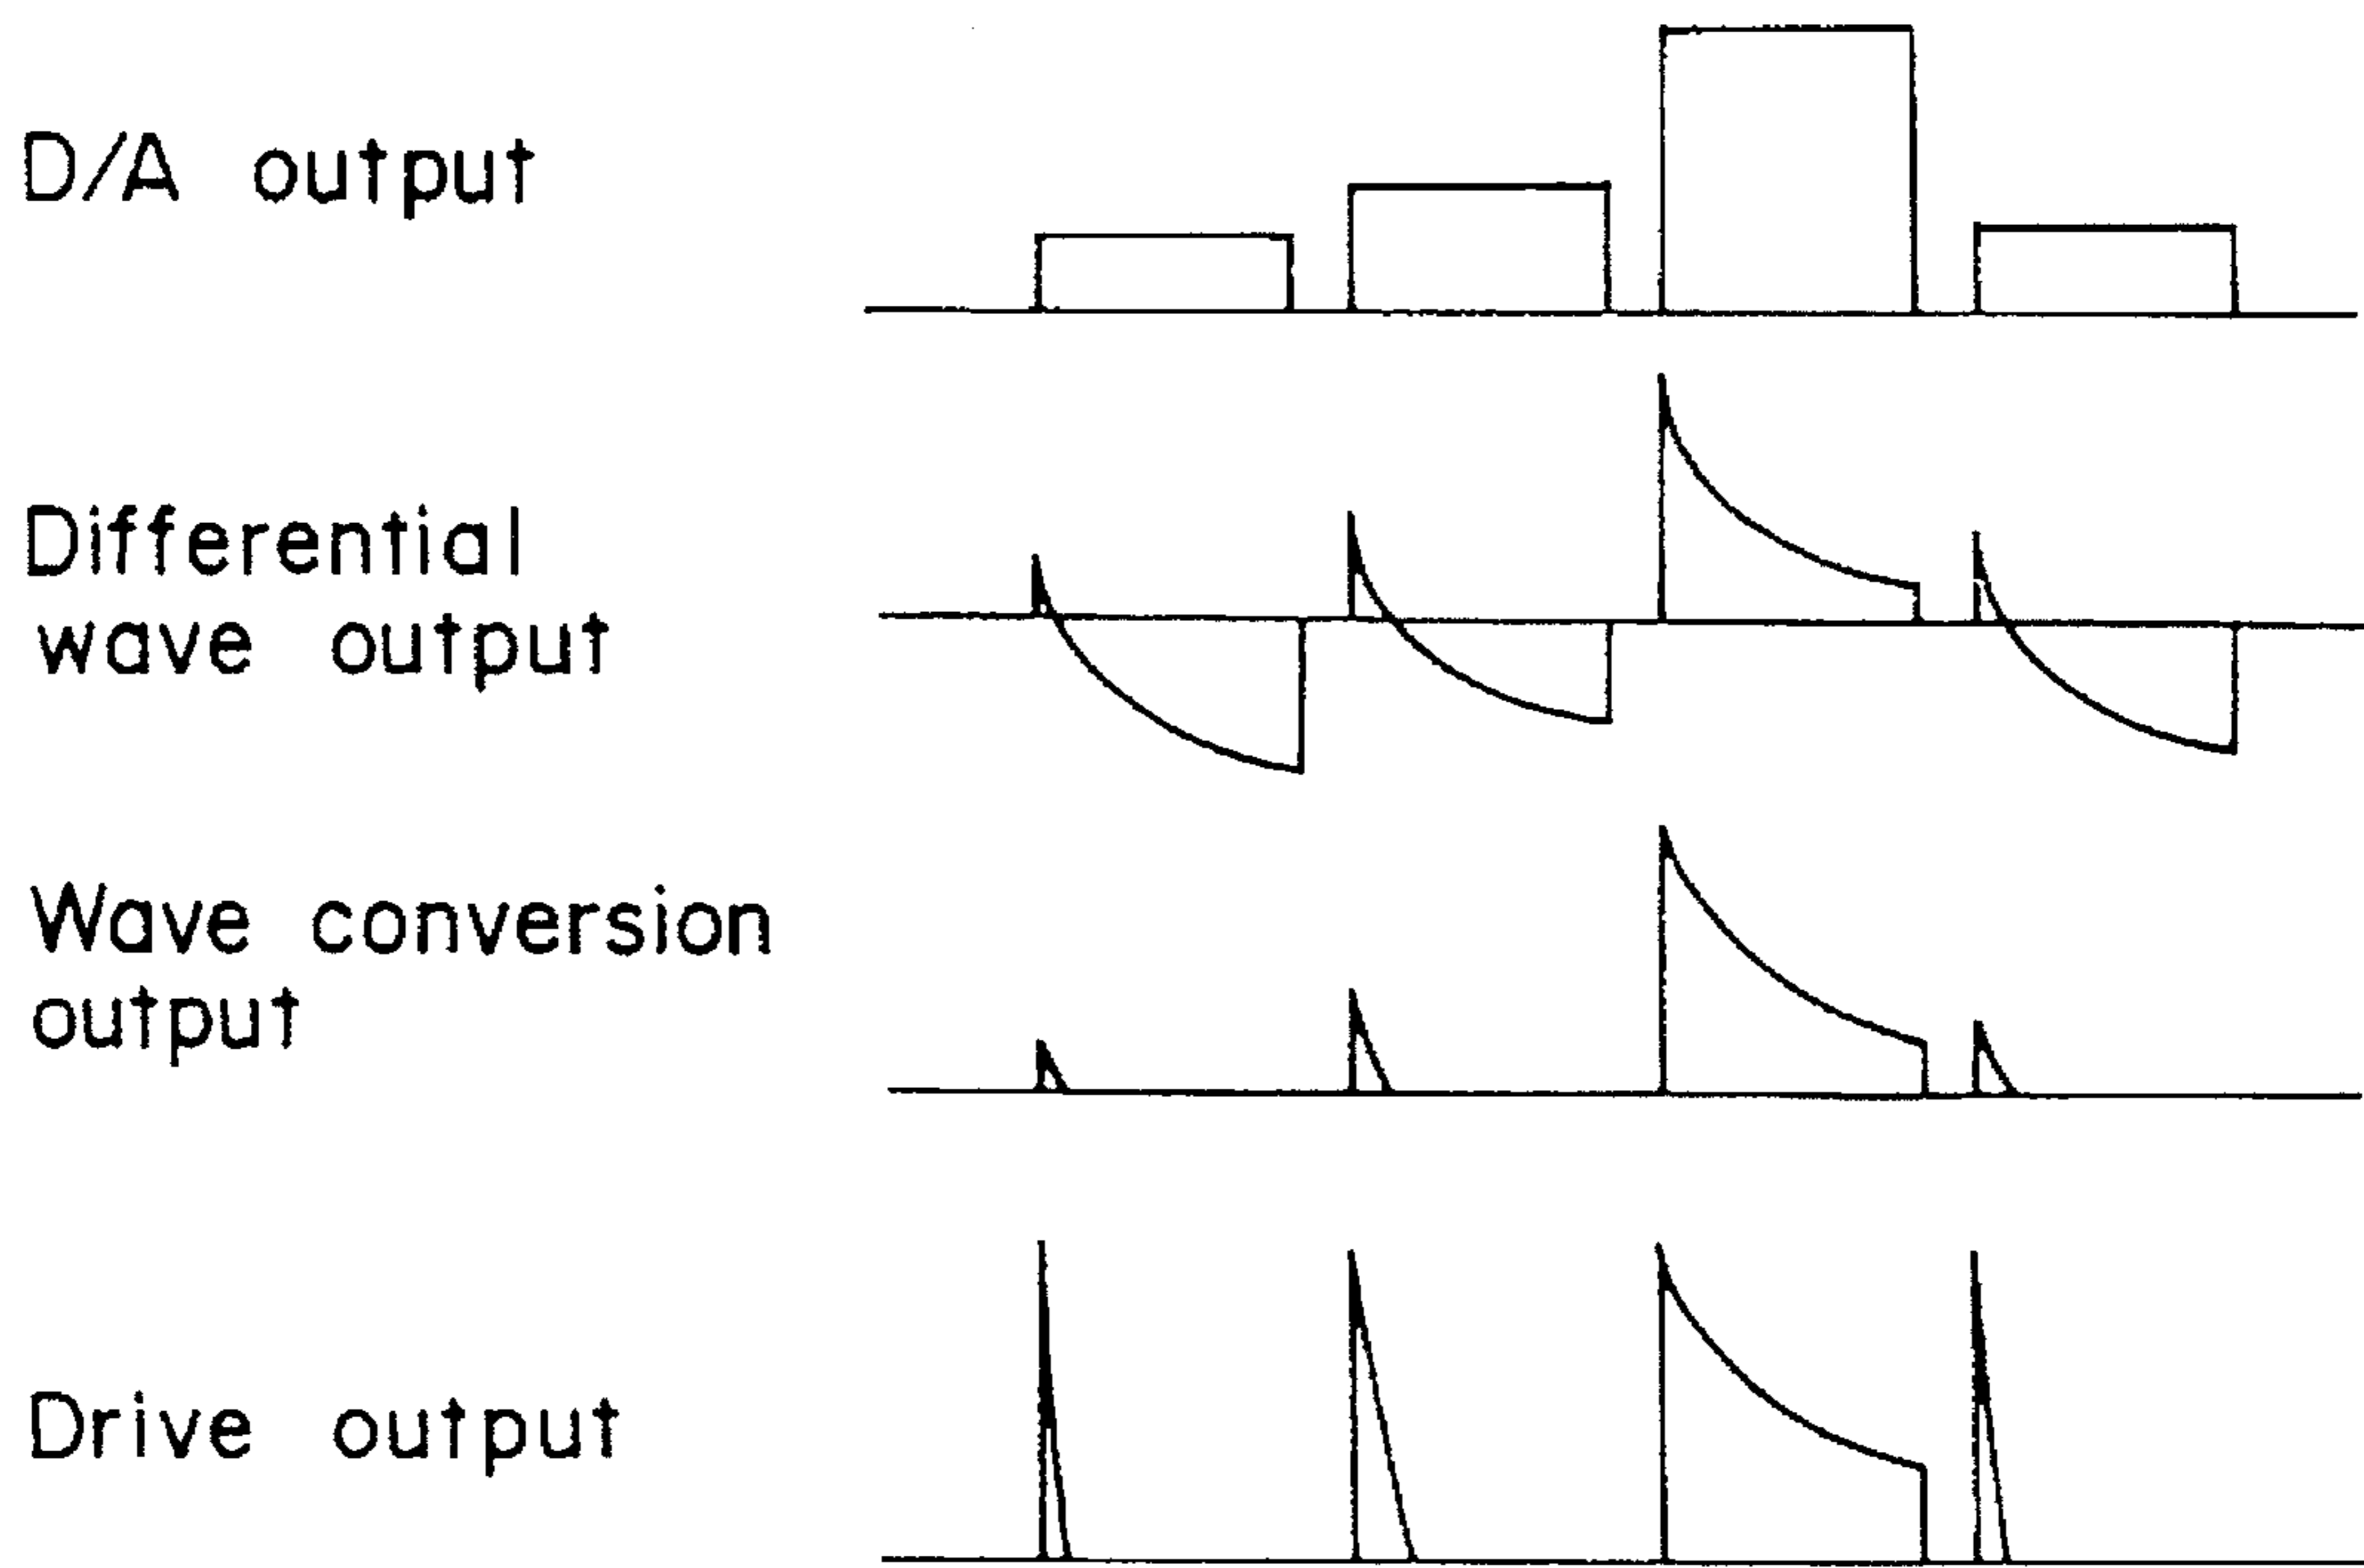 D/A output
Differential
wave output
Wave conversion
output
Drive output